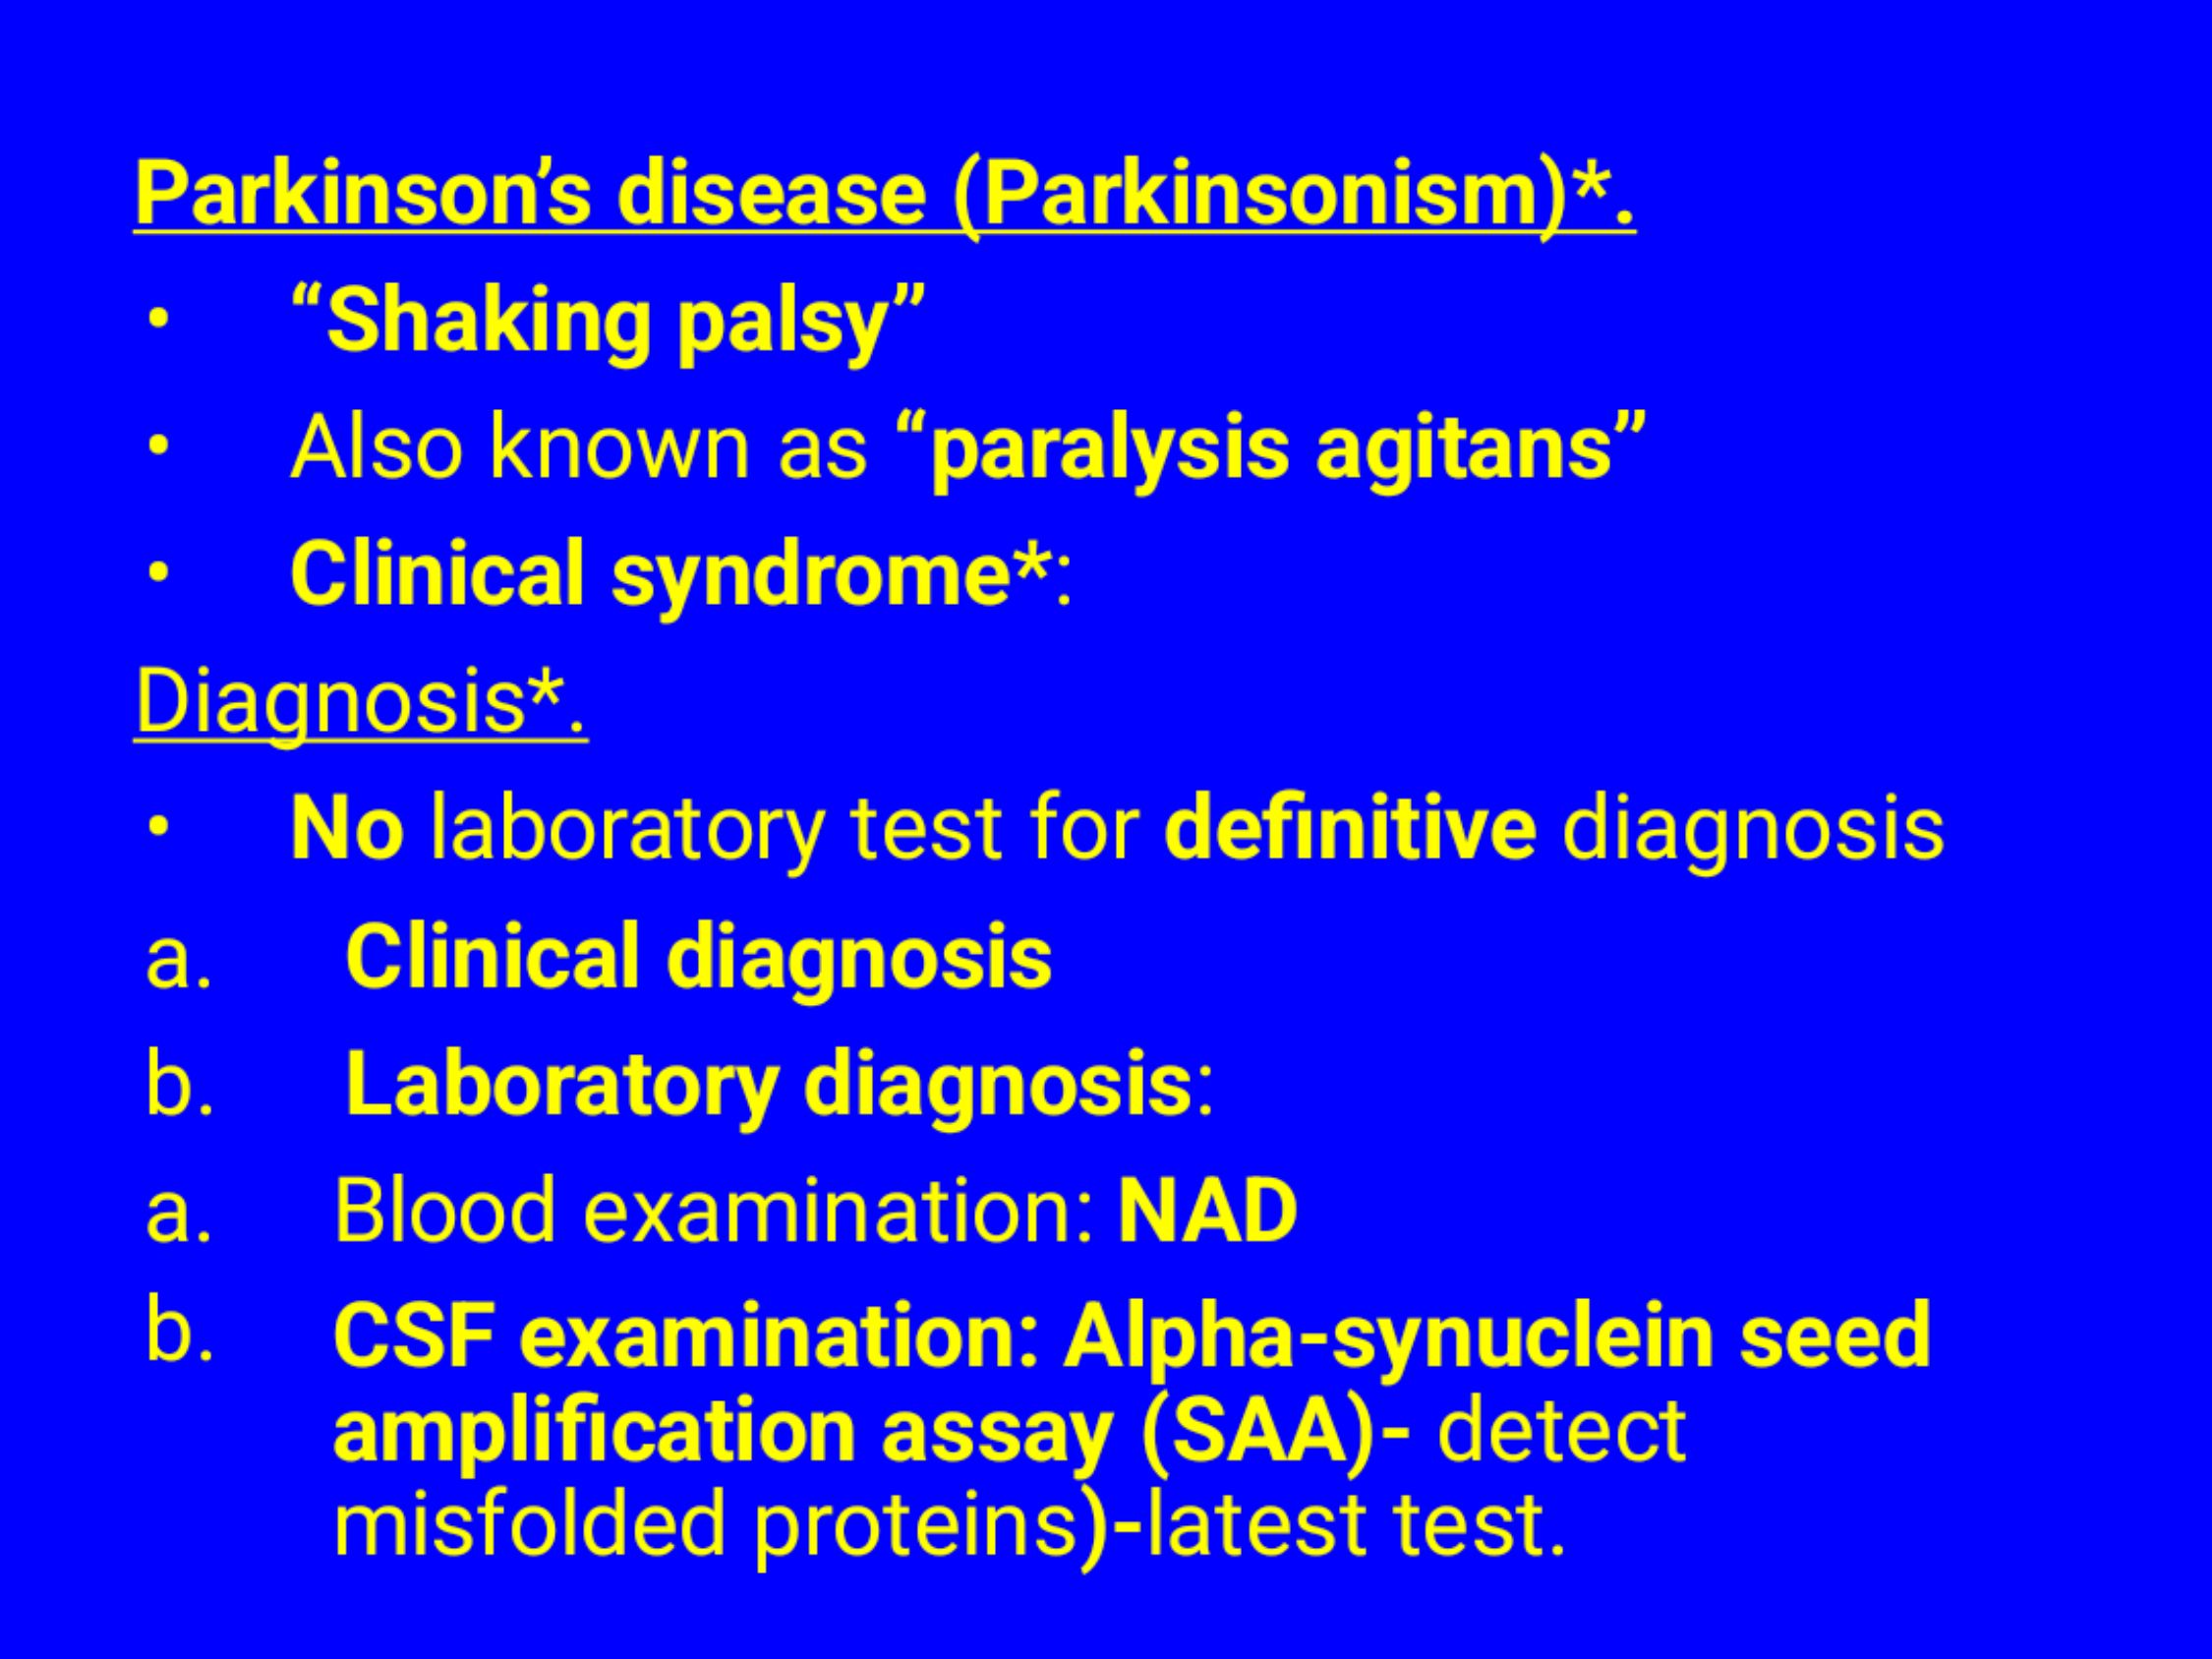 Parkinson’s disease (Parkinsonism)*.
• “Shaking palsy”
• Also known as “paralysis agitans”
• Clinical syndrome*:
Diagnosis*.
• No laboratory test for definitive diagnosis
a. Clinical diagnosis
b. Laboratory diagnosis:
a. Blood examination: NAD
b. CSF examination: Alpha-synuclein seed
amplification assay (SAA)- detect
misfolded proteins)-latest test.